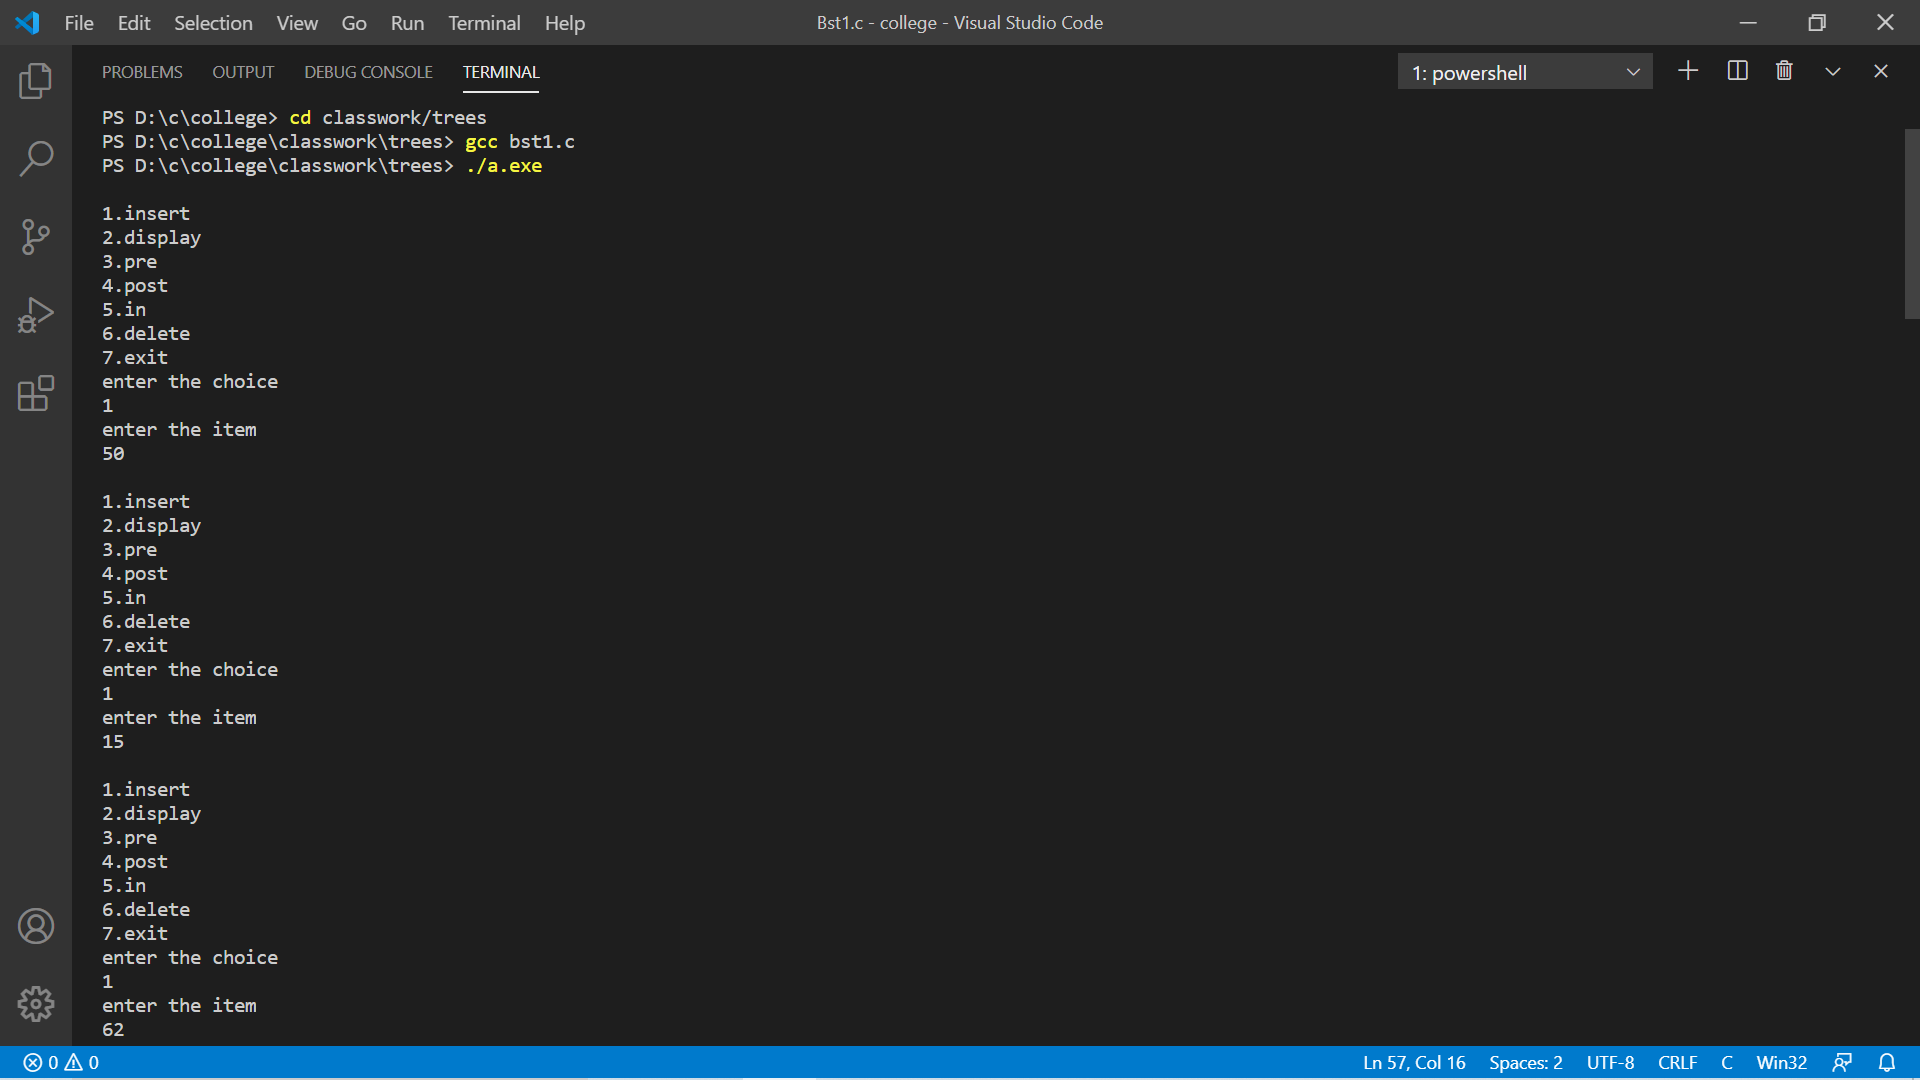 File Edit Selection View Go Run Terminal Help Bst1.c - college - Visual Studio Code
PROBLEMS OUTPUT DEBUG CONSOLE TERMINAL 1: powershell
PS D:\c\college> cd classwork/trees
PS D:\c\college\classwork\trees> gcc bst1.c
PS D:\c\college\classwork\trees> ./a.exe
1.insert
2.display
3.pre
4.post
5.in
6.delete
7.exit
enter the choice
1
enter the item
50
1.insert
2.display
3.pre
4.post
5.in
6.delete
7.exit
enter the choice
1
enter the item
15
1.insert
2.display
3.pre
4.post
5.in
6.delete
7.exit
enter the choice
1
enter the item
62
0 0 Ln 57, Col 16 Spaces: 2 UTF-8 CRLF C Win32